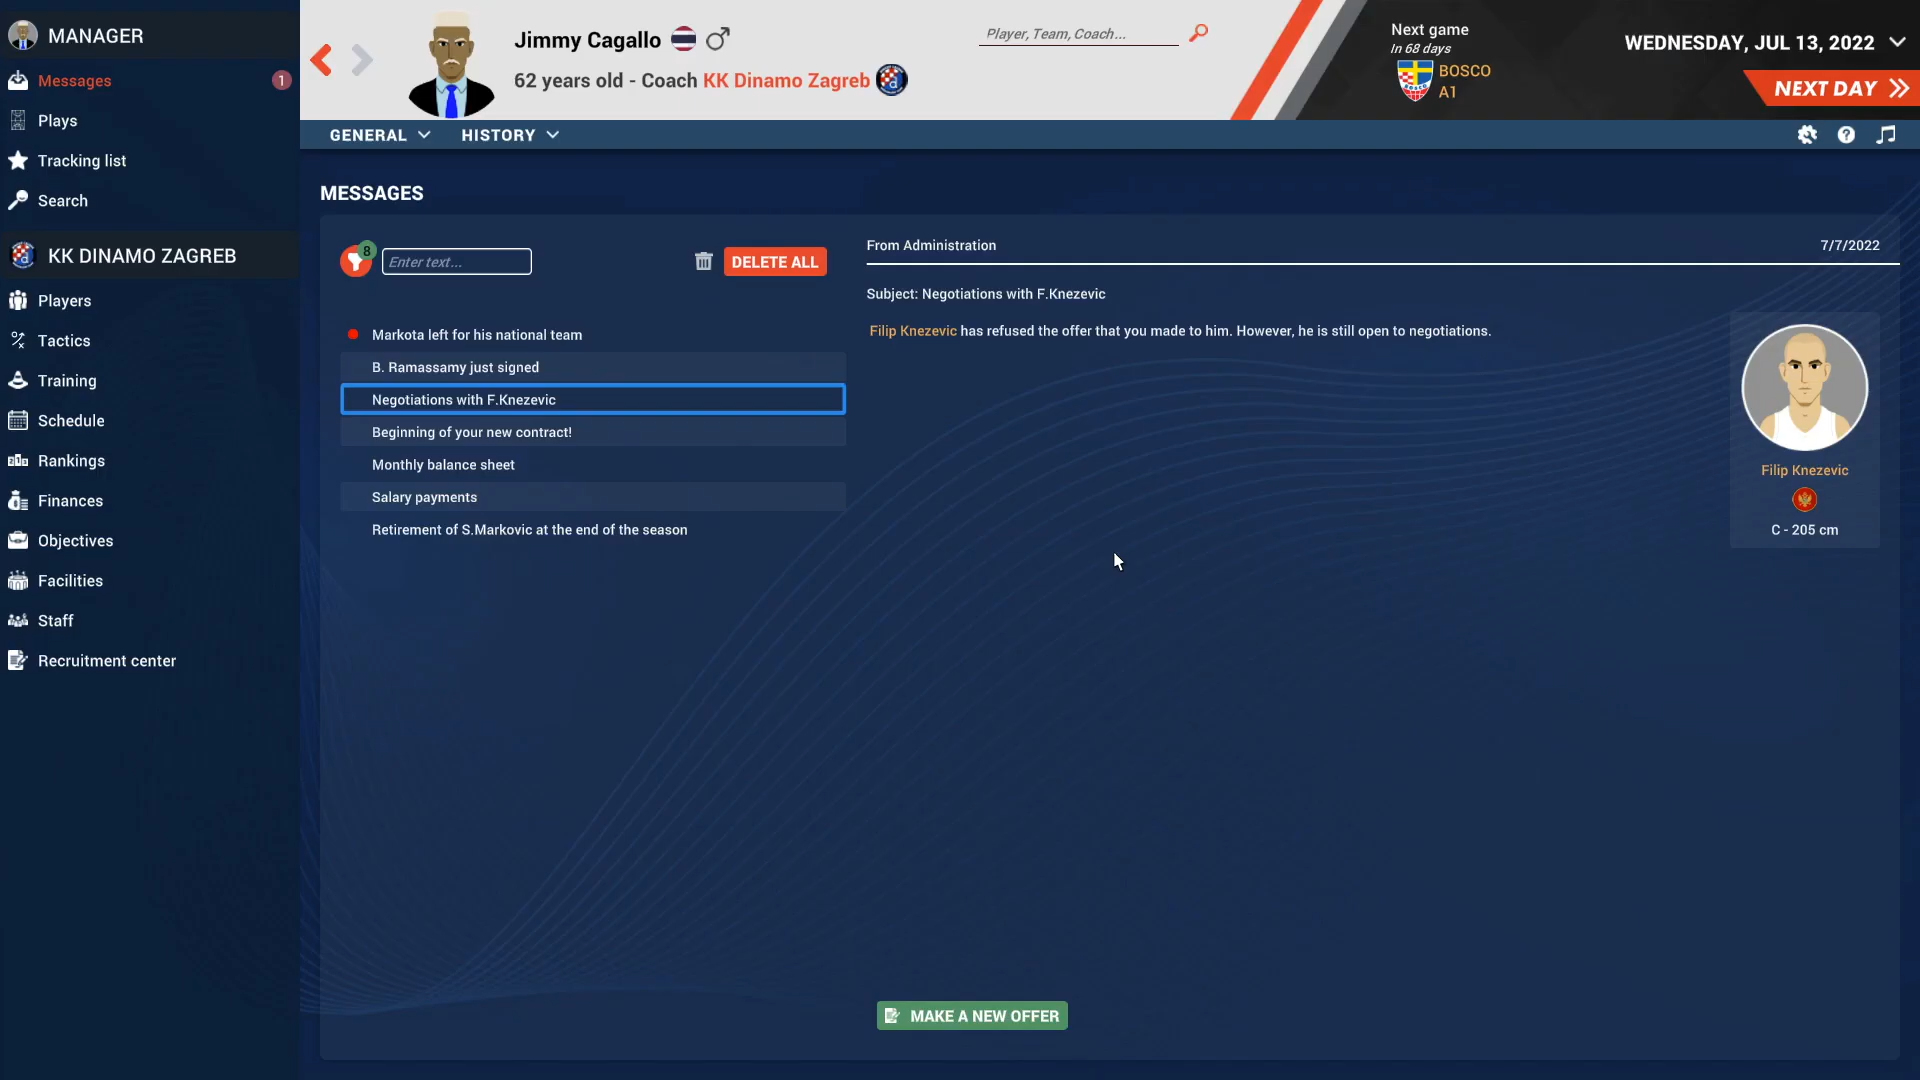 MANAGER
Messages
1
Plays
Tracking list
Search
KK DINAMO ZAGREB
Players
Tactics
Training
Schedule
Rankings
Finances
Objectives
Facilities
Staff
Recruitment center
Jimmy Cagallo
62 years old - Coach KK Dinamo Zagreb
Player, Team, Coach...
Next game
In 68 days
BOSCO
A1
WEDNESDAY, JUL 13, 2022
NEXT DAY
GENERAL
HISTORY
MESSAGES
8
Enter text...
DELETE ALL
Markota left for his national team
B. Ramassamy just signed
Negotiations with F.Knezevic
Beginning of your new contract!
Monthly balance sheet
Salary payments
Retirement of S.Markovic at the end of the season
From Administration
7/7/2022
Subject: Negotiations with F.Knezevic
Filip Knezevic has refused the offer that you made to him. However, he is still open to negotiations.
Filip Knezevic
C - 205 cm
MAKE A NEW OFFER